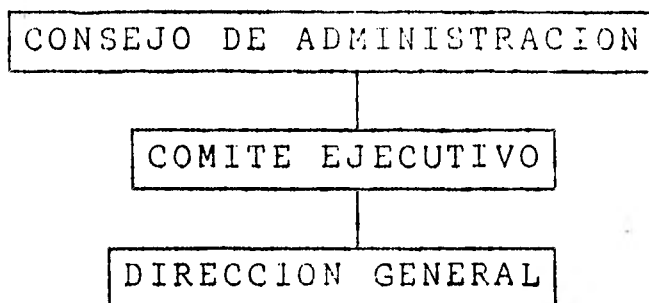 CONSEJO DE ADMINISTRACION
COMITE EJECUTIVO
DIRECCION GENERAL